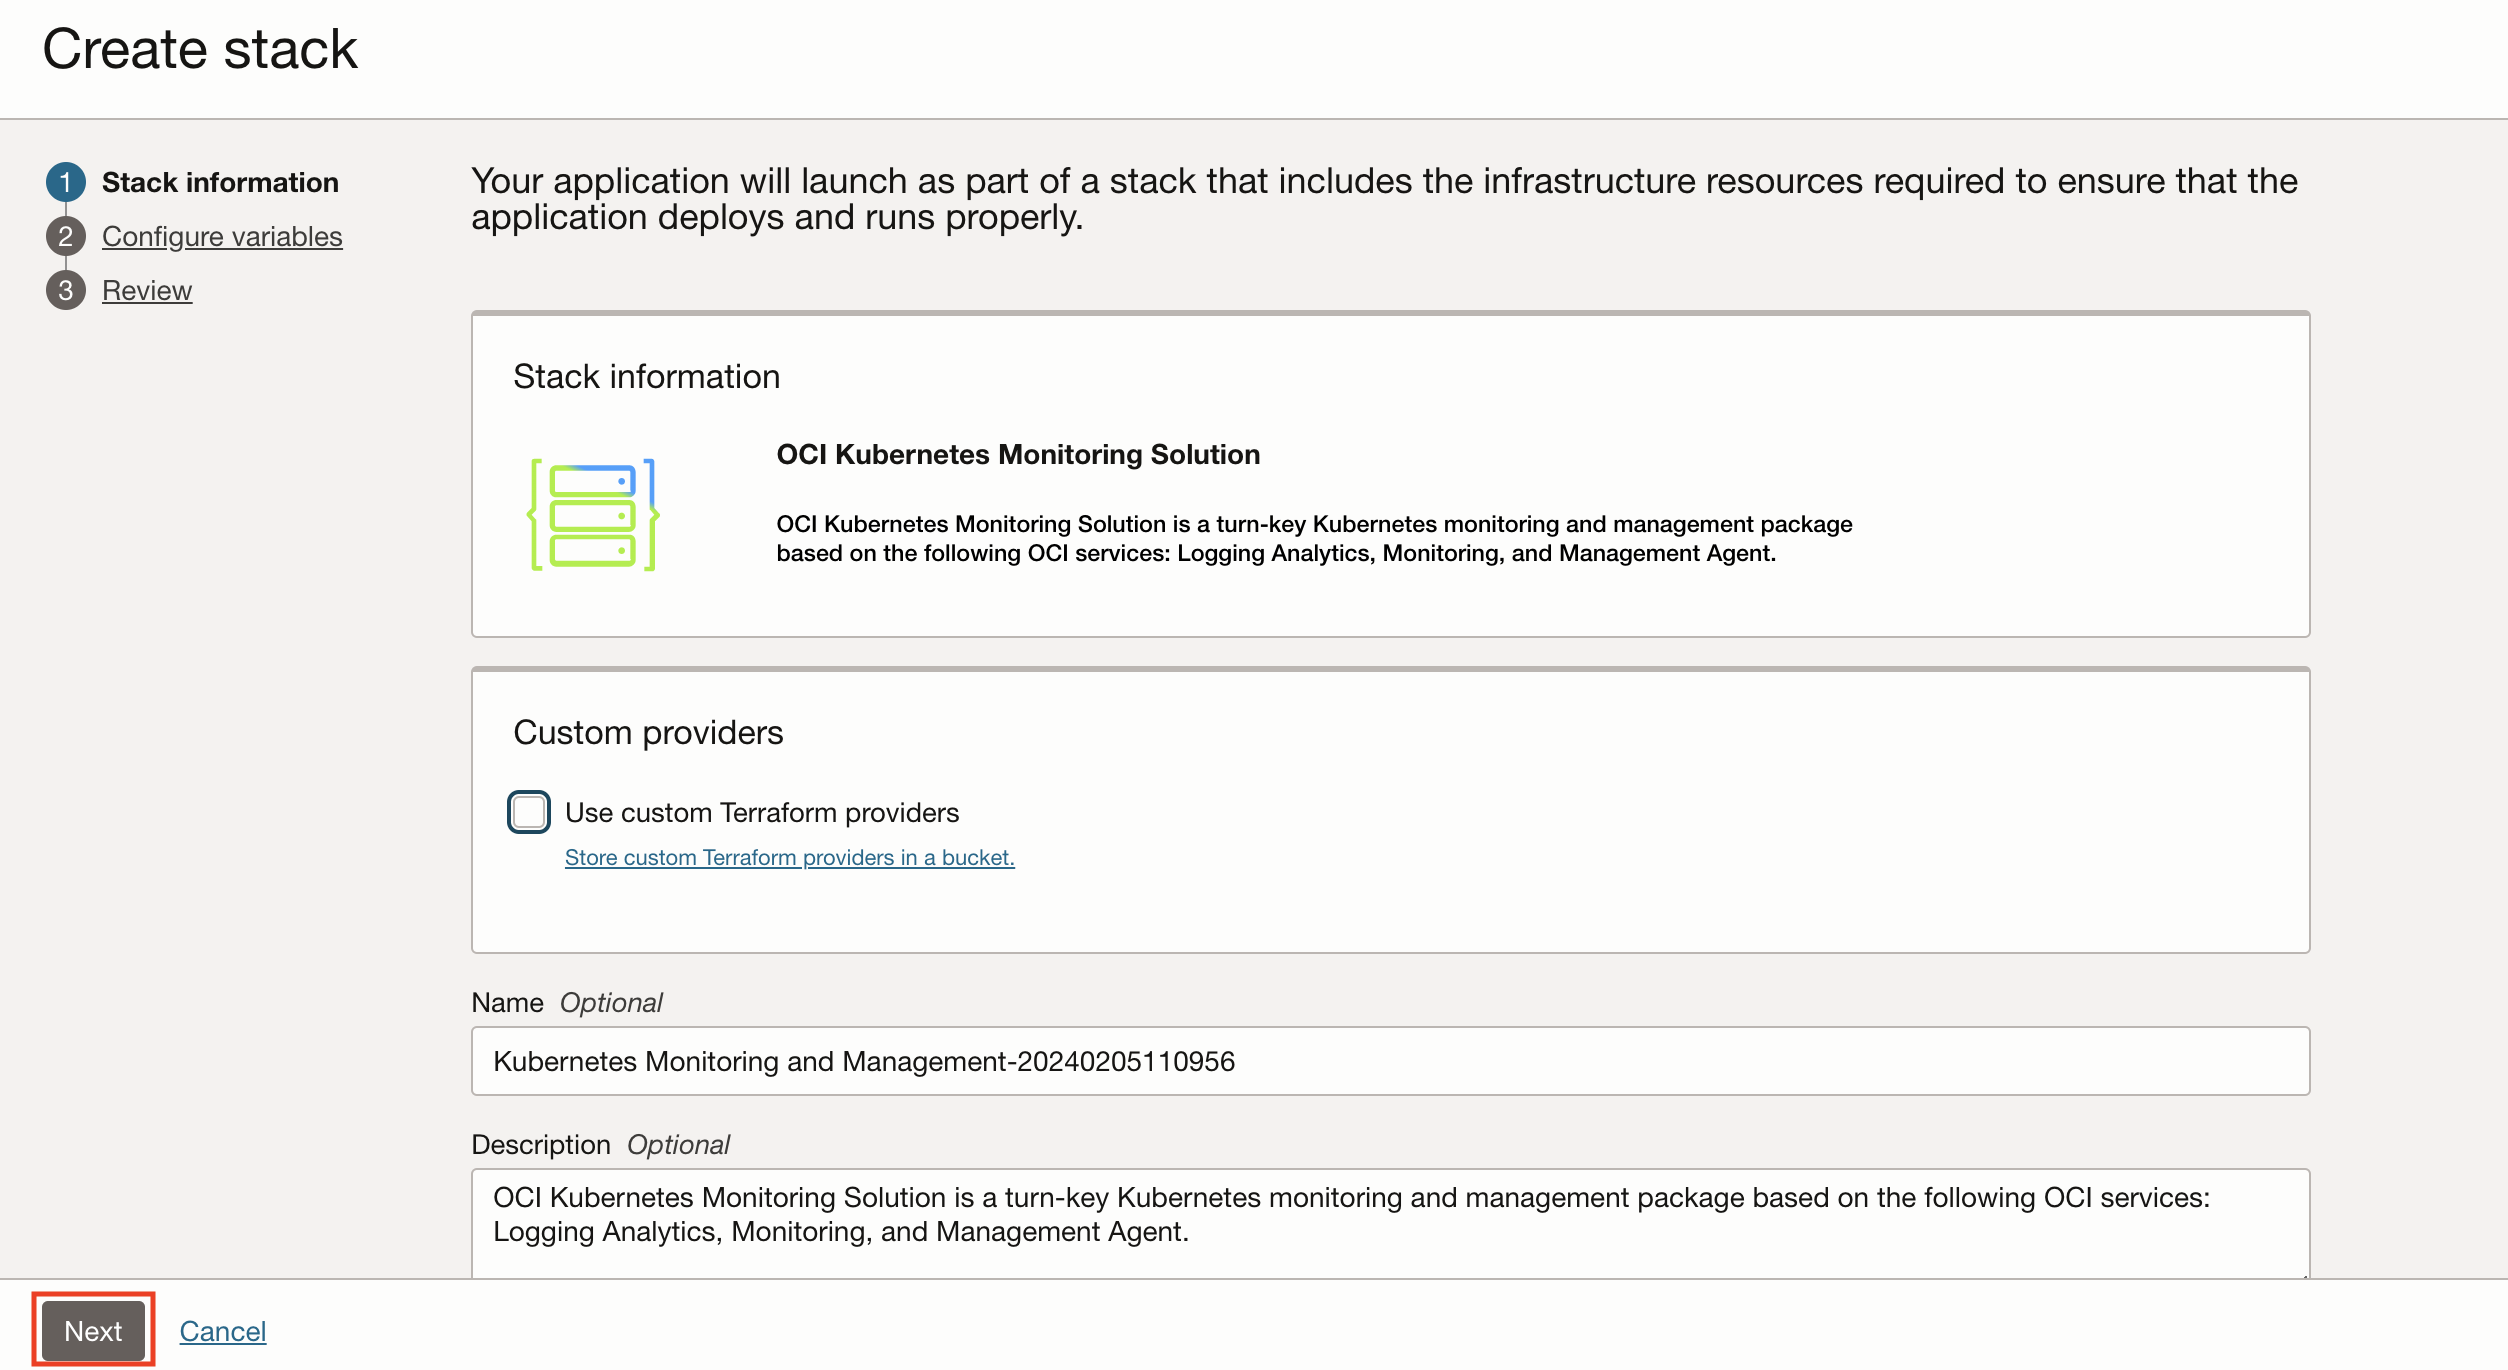 Create stack
1 Stack information
2 Configure variables
3 Review
Your application will launch as part of a stack that includes the infrastructure resources required to ensure that the
application deploys and runs properly.
Stack information
OCI Kubernetes Monitoring Solution
OCI Kubernetes Monitoring Solution is a turn-key Kubernetes monitoring and management package
based on the following OCI services: Logging Analytics, Monitoring, and Management Agent.
Custom providers
Use custom Terraform providers
Store custom Terraform providers in a bucket.
Name Optional
Kubernetes Monitoring and Management-20240205110956
Description Optional
OCI Kubernetes Monitoring Solution is a turn-key Kubernetes monitoring and management package based on the following OCI services:
Logging Analytics, Monitoring, and Management Agent.
Next Cancel